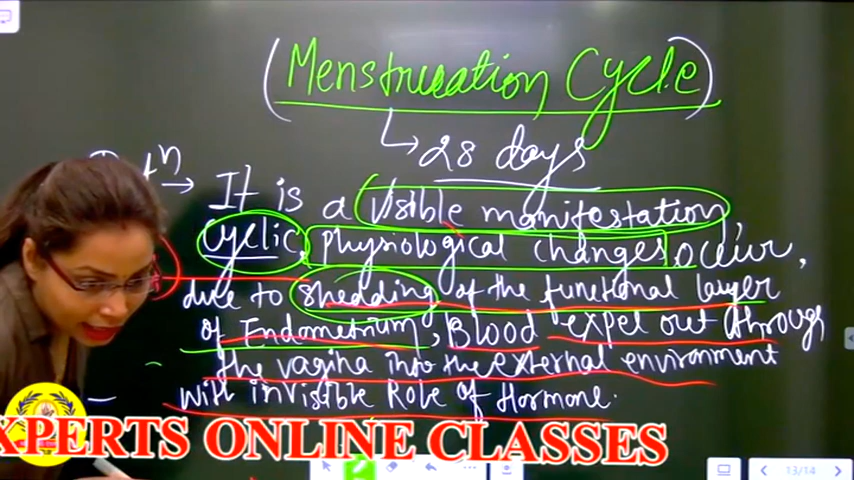 (Menstruation Cycle)
↳ 28 days
It is a visible manifestation,
cyclic, physiological changes occur,
due to shedding of the functional layer
of Endometrium, Blood expel out through
the vagina into the external environment
with invisible Role of Hormone.
XPERTS ONLINE CLASSES
13/14